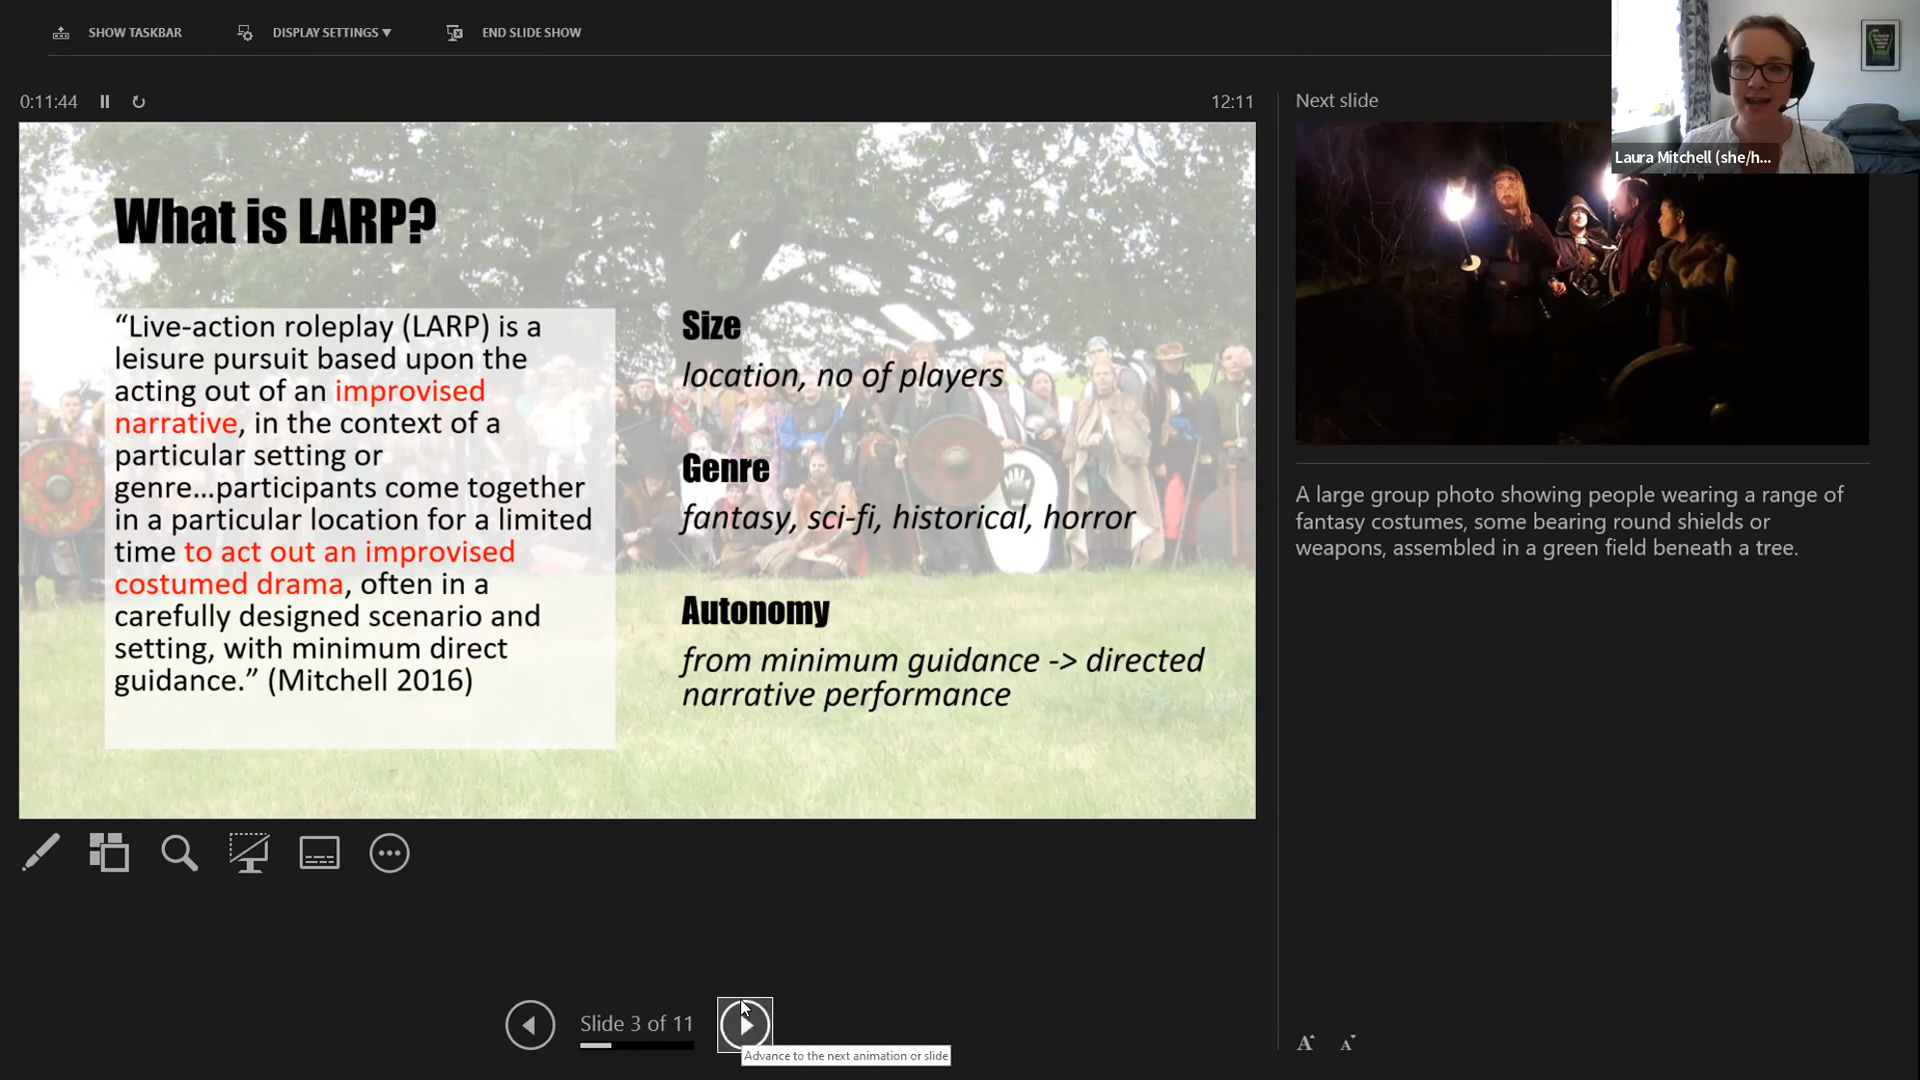 SHOW TASKBAR
DISPLAY SETTINGS ▼
END SLIDE SHOW
0:11:44
12:11
Next slide
Laura Mitchell (she/h...
What is LARP?
“Live-action roleplay (LARP) is a
leisure pursuit based upon the
acting out of an improvised
narrative, in the context of a
particular setting or
genre...participants come together
in a particular location for a limited
time to act out an improvised
costumed drama, often in a
carefully designed scenario and
setting, with minimum direct
guidance.” (Mitchell 2016)
Size
location, no of players
Genre
fantasy, sci-fi, historical, horror
Autonomy
from minimum guidance -> directed
narrative performance
A large group photo showing people wearing a range of
fantasy costumes, some bearing round shields or
weapons, assembled in a green field beneath a tree.
Slide 3 of 11
Advance to the next animation or slide
A A